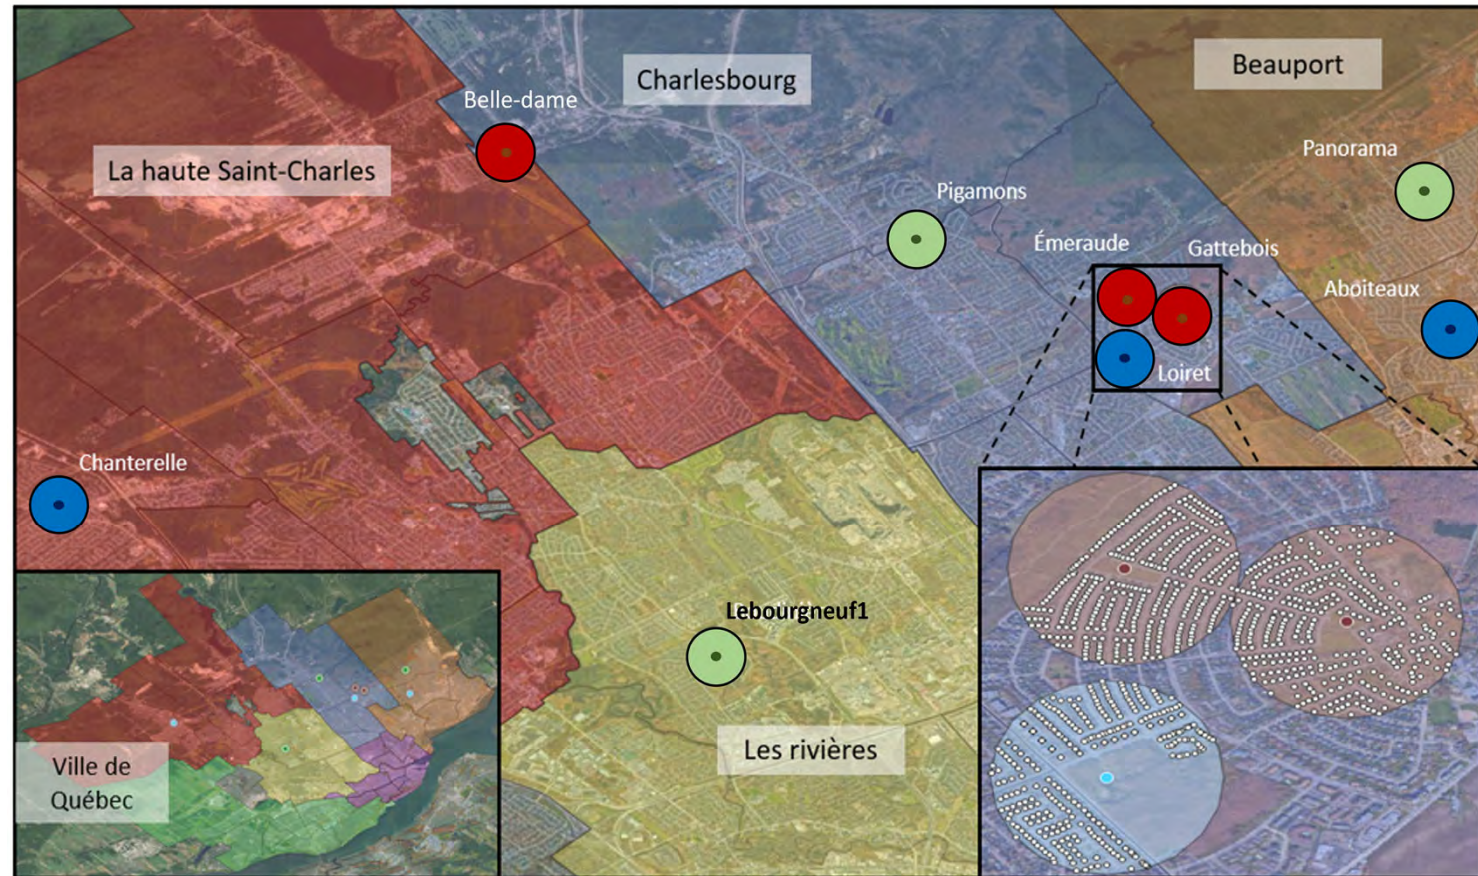 Charlesbourg
Beauport
Belle-dame
La haute Saint-Charles
Panorama
Pigamons
Émeraude
Gattebois
Aboiteaux
Loiret
Chanterelle
Lebourgneuf1
Les rivières
Ville de
Québec